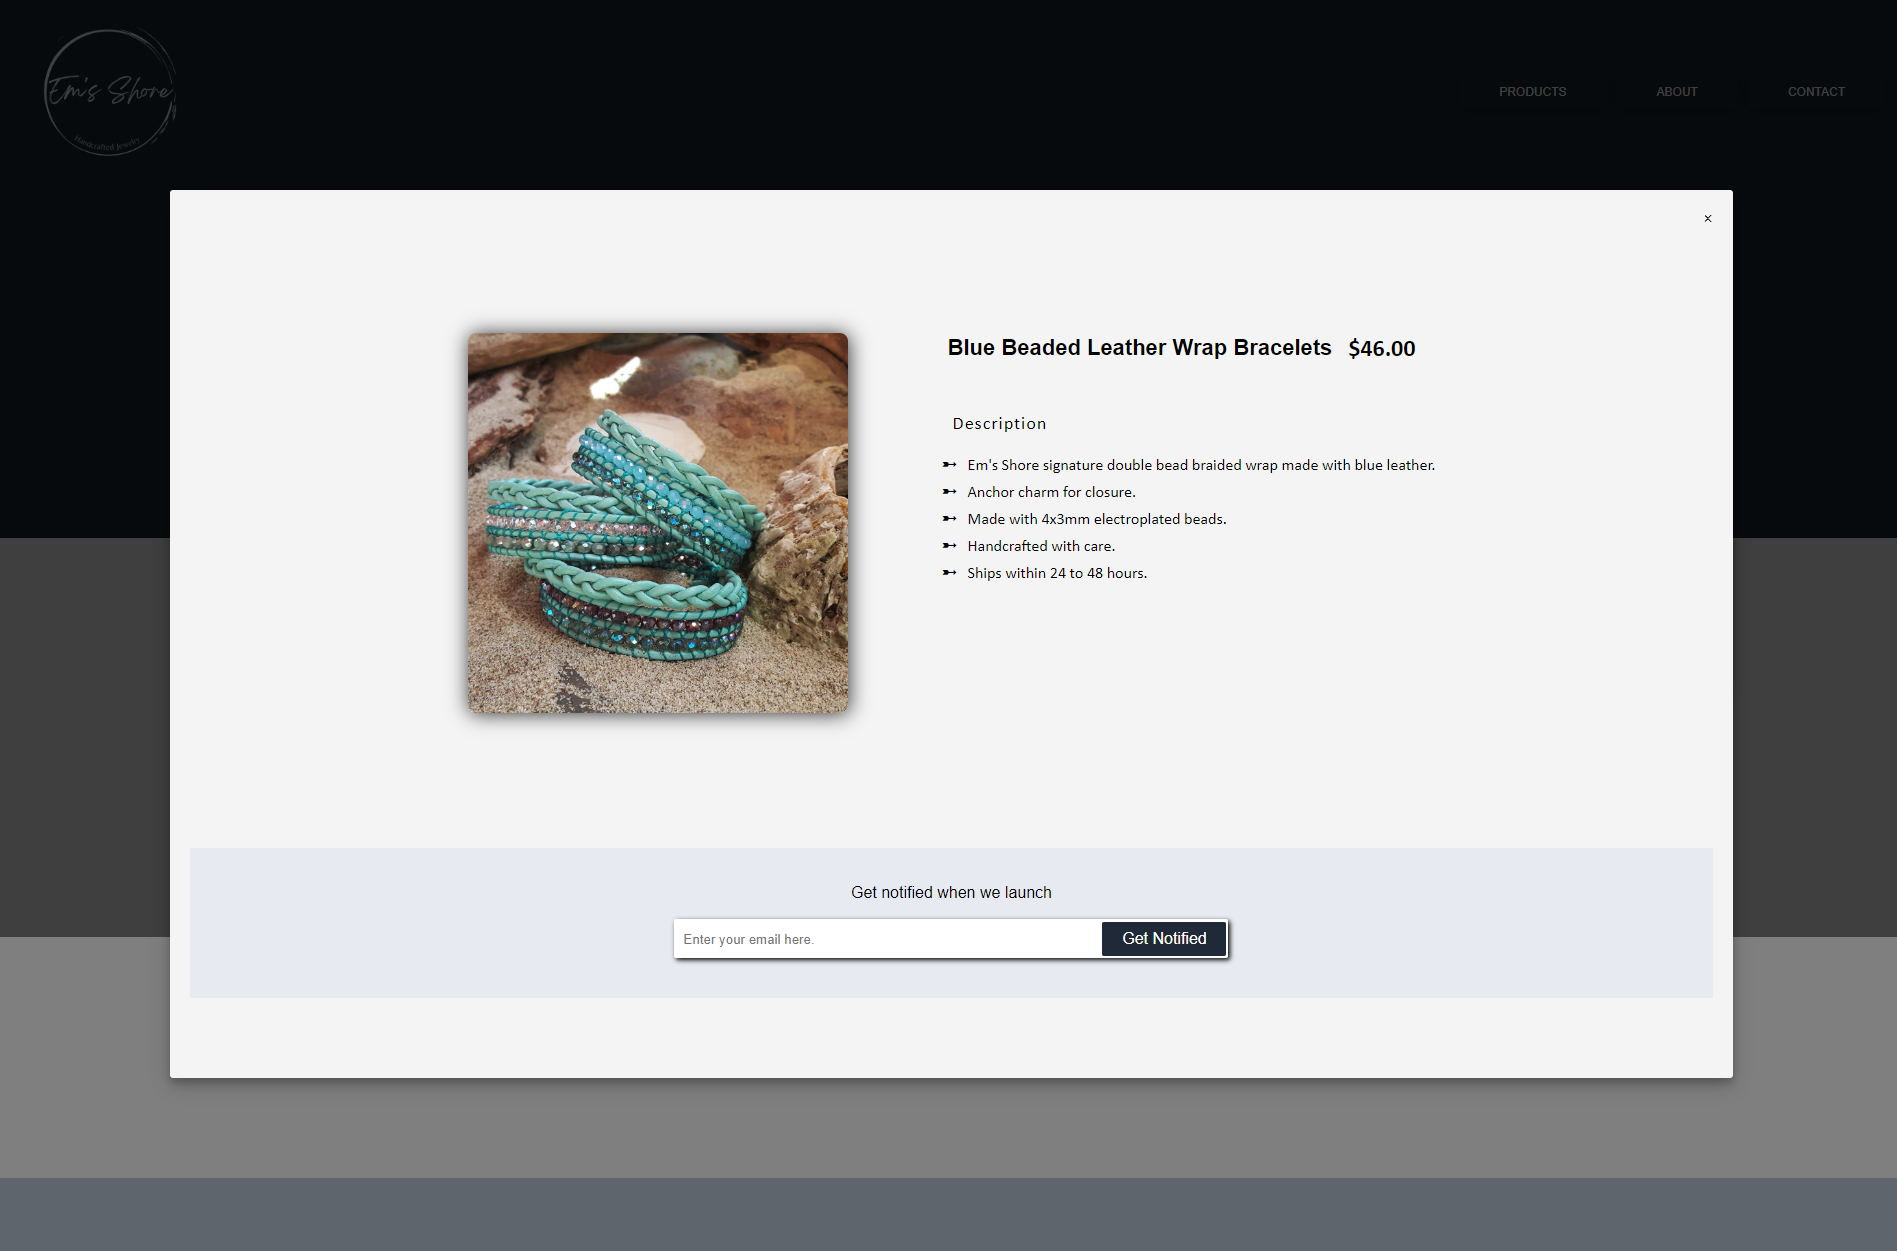 Em's Shore
Handcrafted Jewelry
PRODUCTS
ABOUT
CONTACT
×
Blue Beaded Leather Wrap Bracelets $46.00
Description
➼ Em's Shore signature double bead braided wrap made with blue leather.
➼ Anchor charm for closure.
➼ Made with 4x3mm electroplated beads.
➼ Handcrafted with care.
➼ Ships within 24 to 48 hours.
Get notified when we launch
Enter your email here.
Get Notified